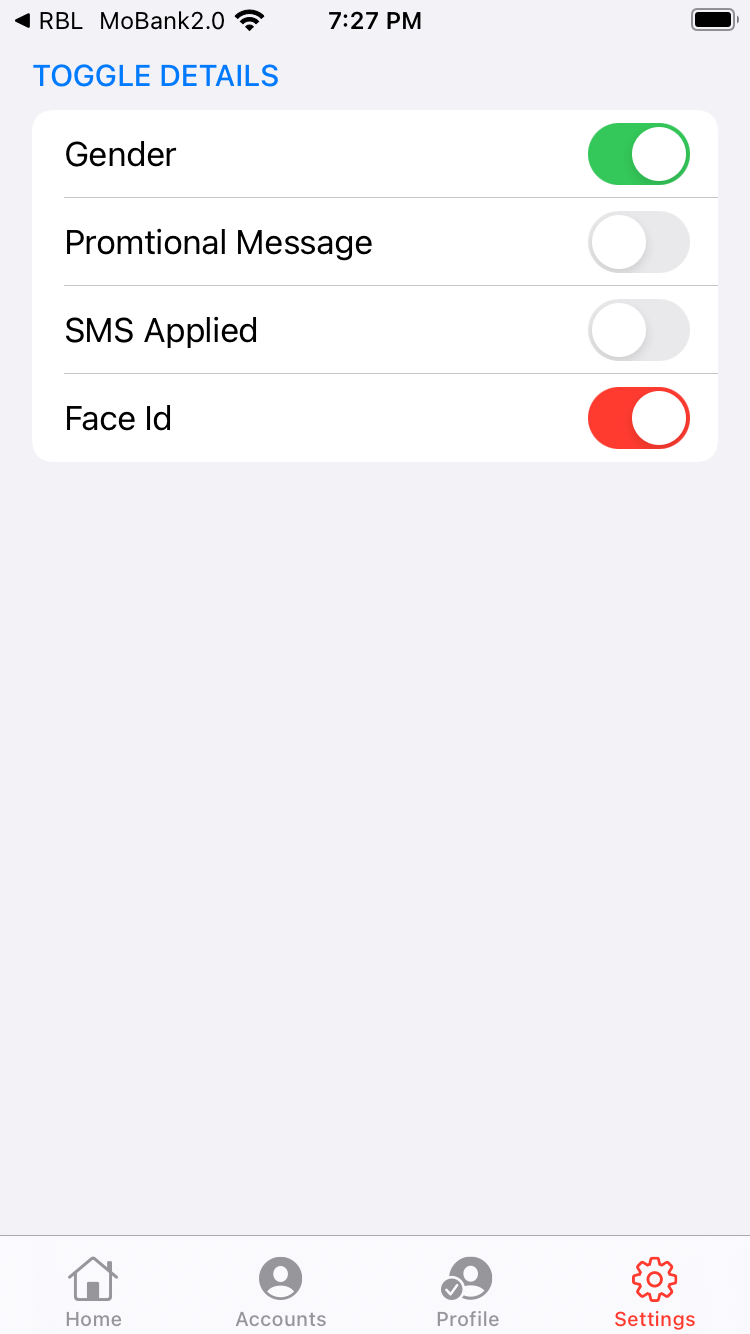 RBL MoBank2.0 7:27 PM
TOGGLE DETAILS
Gender
Promtional Message
SMS Applied
Face Id
Home Accounts Profile Settings